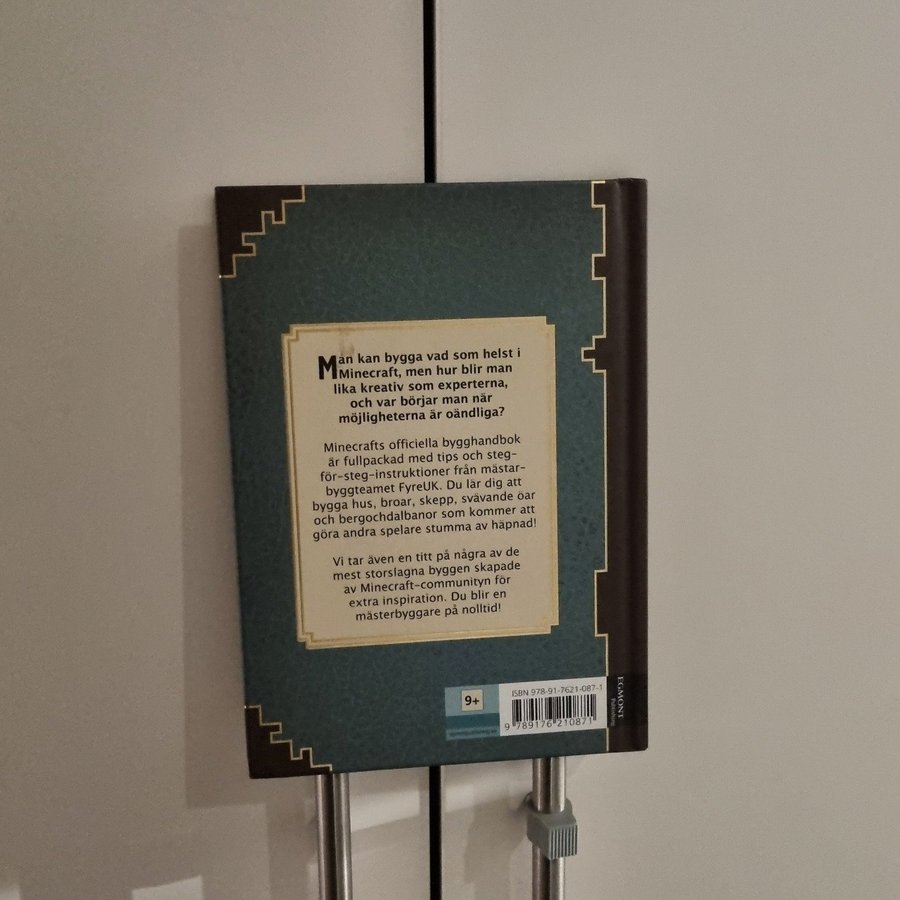 Man kan bygga vad som helst i
Minecraft, men hur blir man
lika kreativ som experterna,
och var börjar man när
möjligheterna är oändliga?
Minecrafts officiella bygghandbok
är fullpackad med tips och steg-
för-steg-instruktioner från mästar-
byggteamet FyreUK. Du lär dig att
bygga hus, broar, skepp, svävande öar
och bergochdalbanor som kommer att
göra andra spelare stumma av häpnad!
Vi tar även en titt på några av de
mest storslagna byggen skapade
av Minecraft-communityn för
extra inspiration. Du blir en
mästerbyggare på nolltid!
9+
ISBN 978-91-7621-087-1
9 789176 210871
EGMONT
Publishing